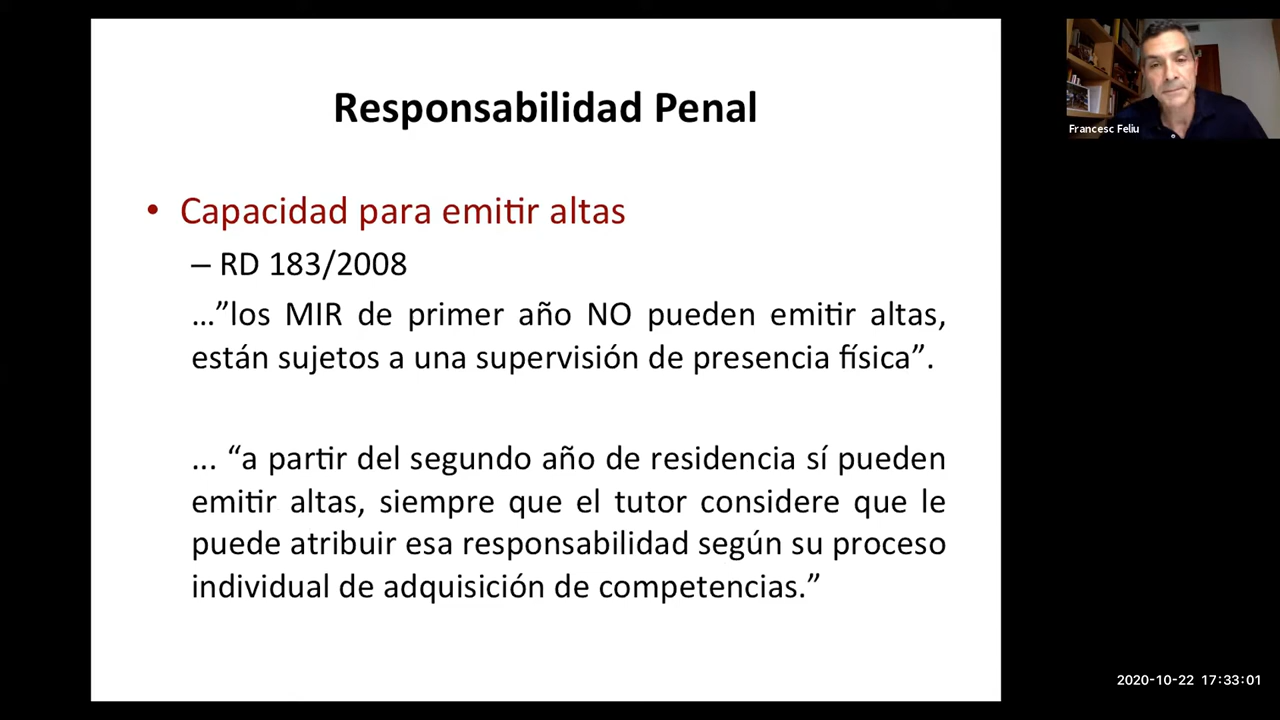 Responsabilidad Penal
• Capacidad para emitir altas
– RD 183/2008
…”los MIR de primer año NO pueden emitir altas,
están sujetos a una supervisión de presencia física”.
... “a partir del segundo año de residencia sí pueden
emitir altas, siempre que el tutor considere que le
puede atribuir esa responsabilidad según su proceso
individual de adquisición de competencias.”
Francesc Feliu
2020-10-22 17:33:01